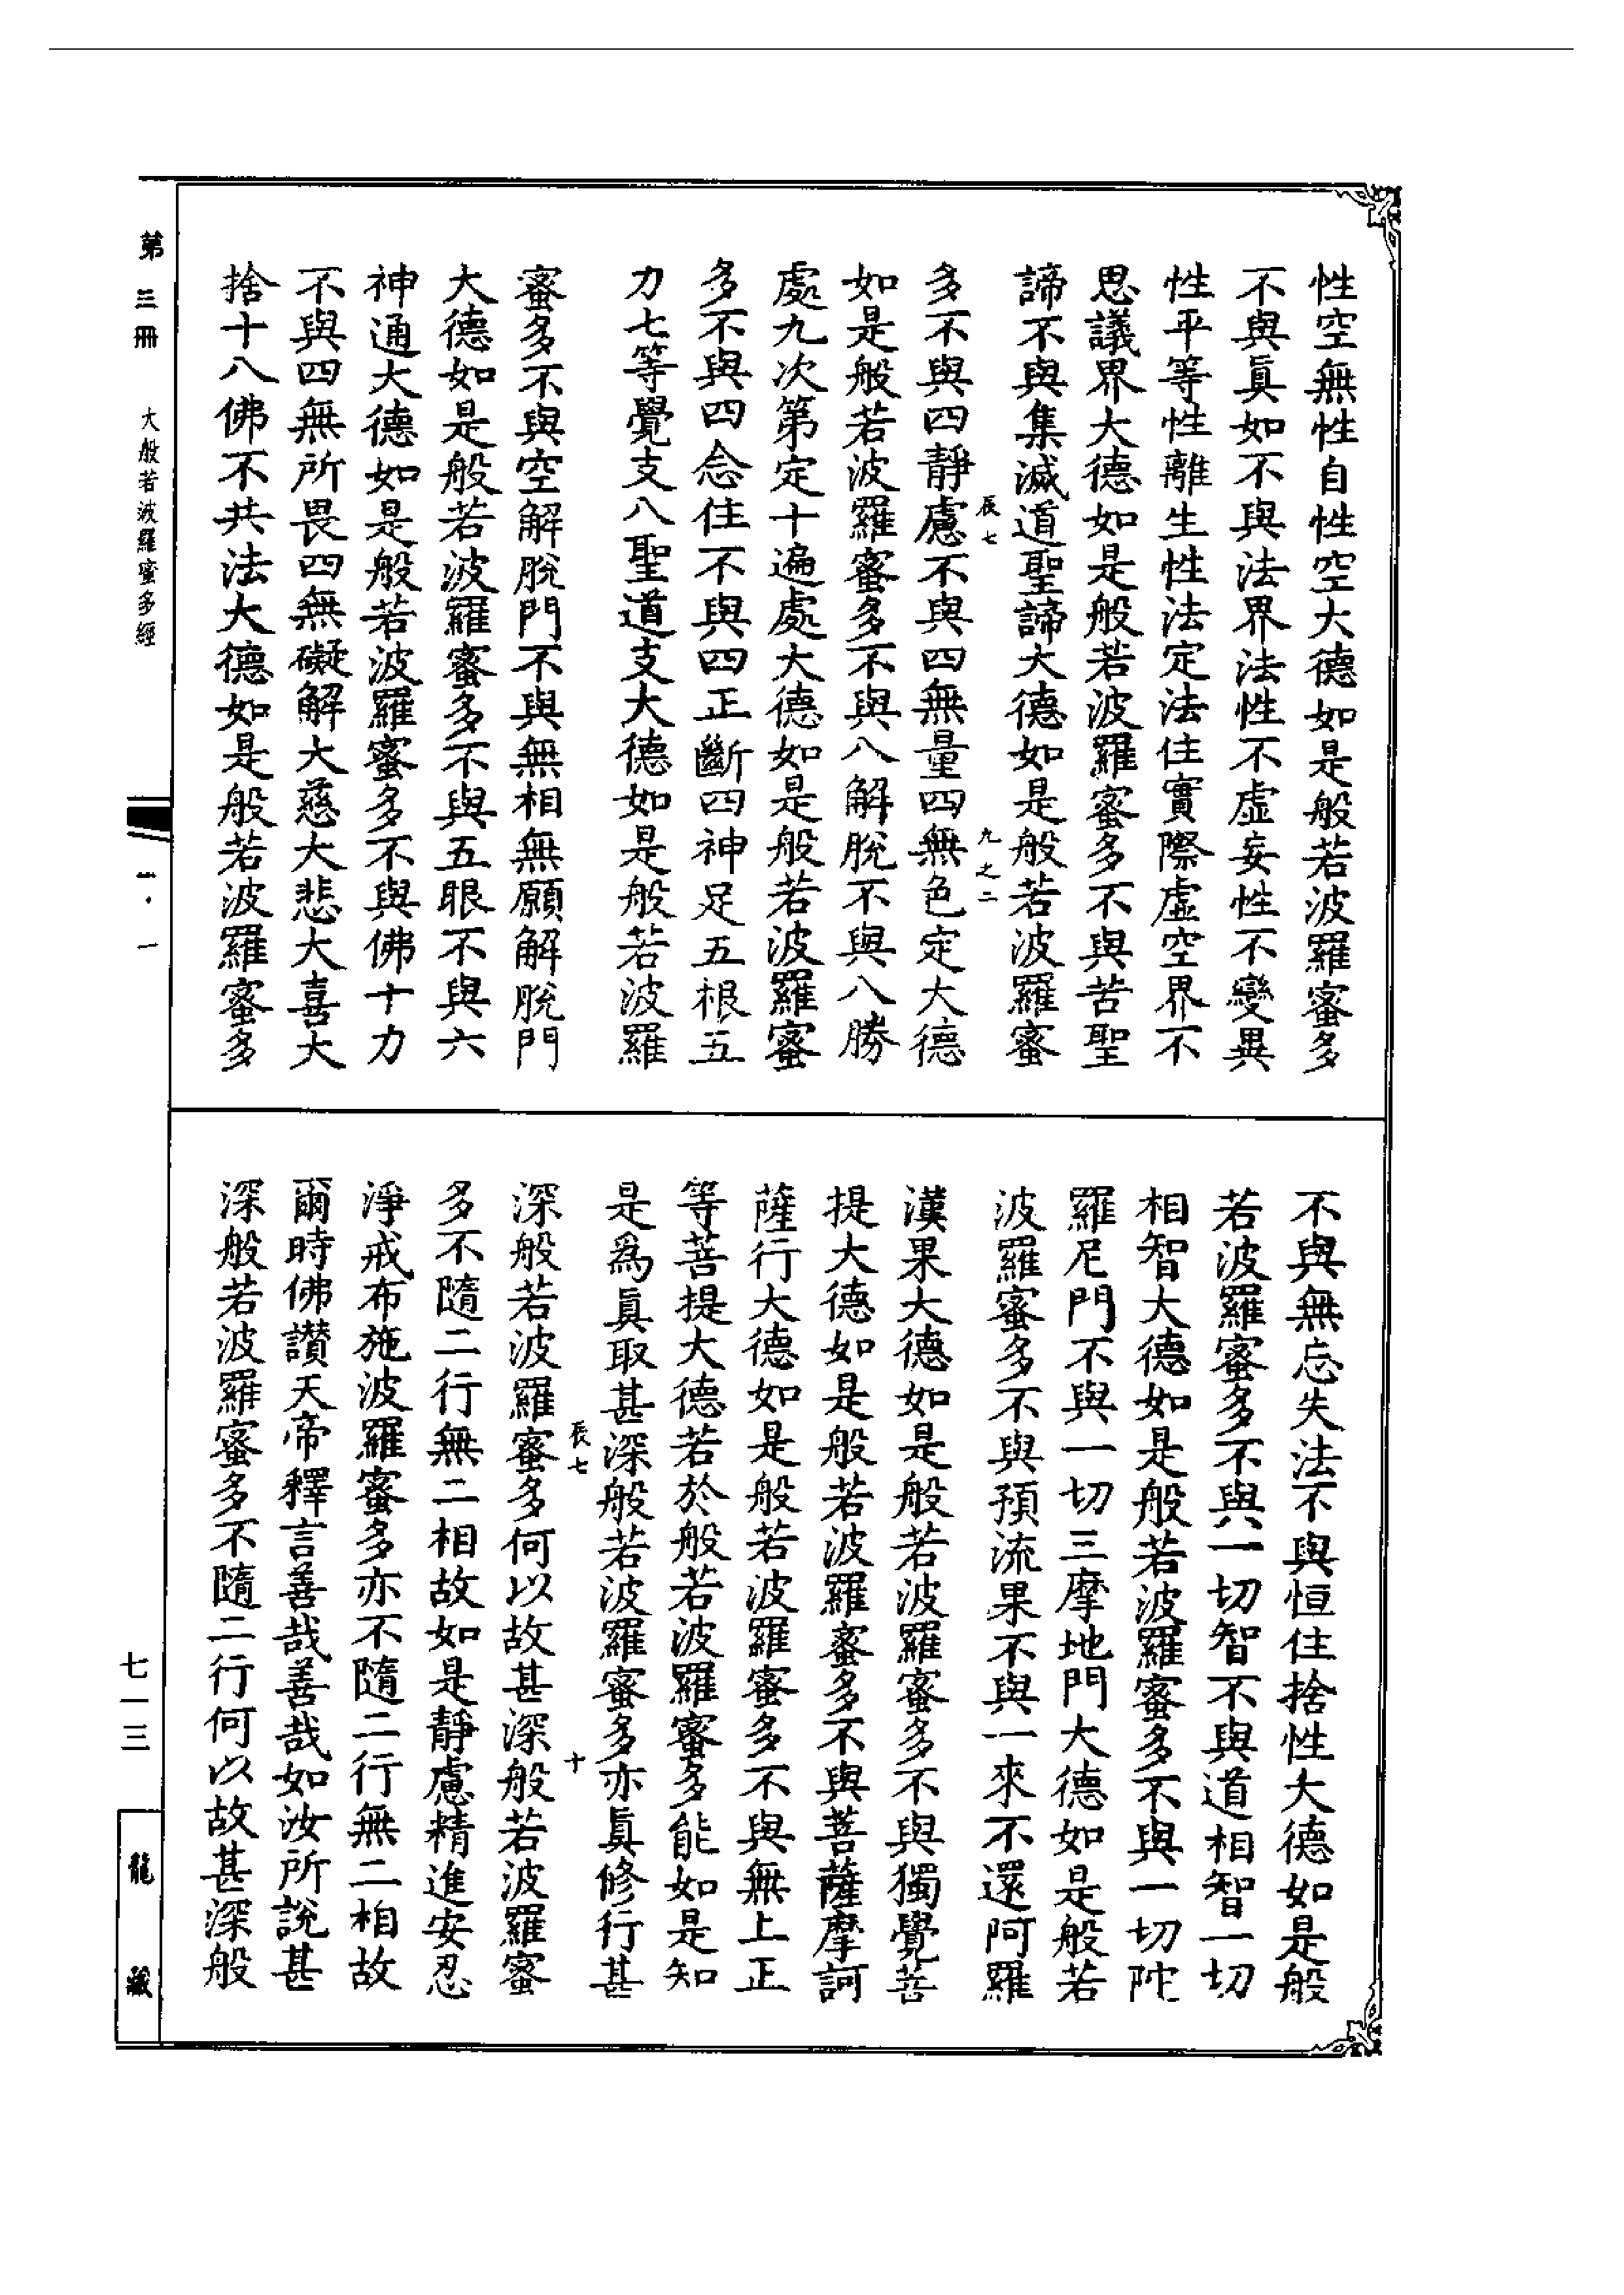 性空無性自性空大德如是般若波羅蜜多
不與眞如不與法界法性不虛妄性不變異
性平等性離生性法定法住實際虛空界不
思議界大德如是般若波羅蜜多不與苦聖
諦不與集滅道聖諦大德如是般若波羅蜜
辰七
九之二
多不與四靜慮不與四無量四無色定大德
如是般若波羅蜜多不與八解脫不與八勝
處九次第定十遍處大德如是般若波羅蜜
多不與四念住不與四正斷四神足五根五
力七等覺支八聖道支大德如是般若波羅
蜜多不與空解脫門不與無相無願解脫門
大德如是般若波羅蜜多不與五眼不與六
神通大德如是般若波羅蜜多不與佛十力
不與四無所畏四無礙解大慈大悲大喜大
捨十八佛不共法大德如是般若波羅蜜多
不與無忘失法不與恒住捨性大德如是般
若波羅蜜多不與一切智不與道相智一切
相智大德如是般若波羅蜜多不與一切陀
羅尼門不與一切三摩地門大德如是般若
波羅蜜多不與預流果不與一來不還阿羅
漢果大德如是般若波羅蜜多不與獨覺菩
提大德如是般若波羅蜜多不與菩薩摩訶
薩行大德如是般若波羅蜜多不與無上正
等菩提大德若於般若波羅蜜多能如是知
是爲眞取甚深般若波羅蜜多亦眞修行甚
辰七
十
深般若波羅蜜多何以故甚深般若波羅蜜
多不隨二行無二相故如是靜慮精進安忍
淨戒布施波羅蜜多亦不隨二行無二相故
爾時佛讚天帝釋言善哉善哉如汝所說甚
深般若波羅蜜多不隨二行何以故甚深般
第三冊
大般若波羅蜜多經
七一三
龍藏